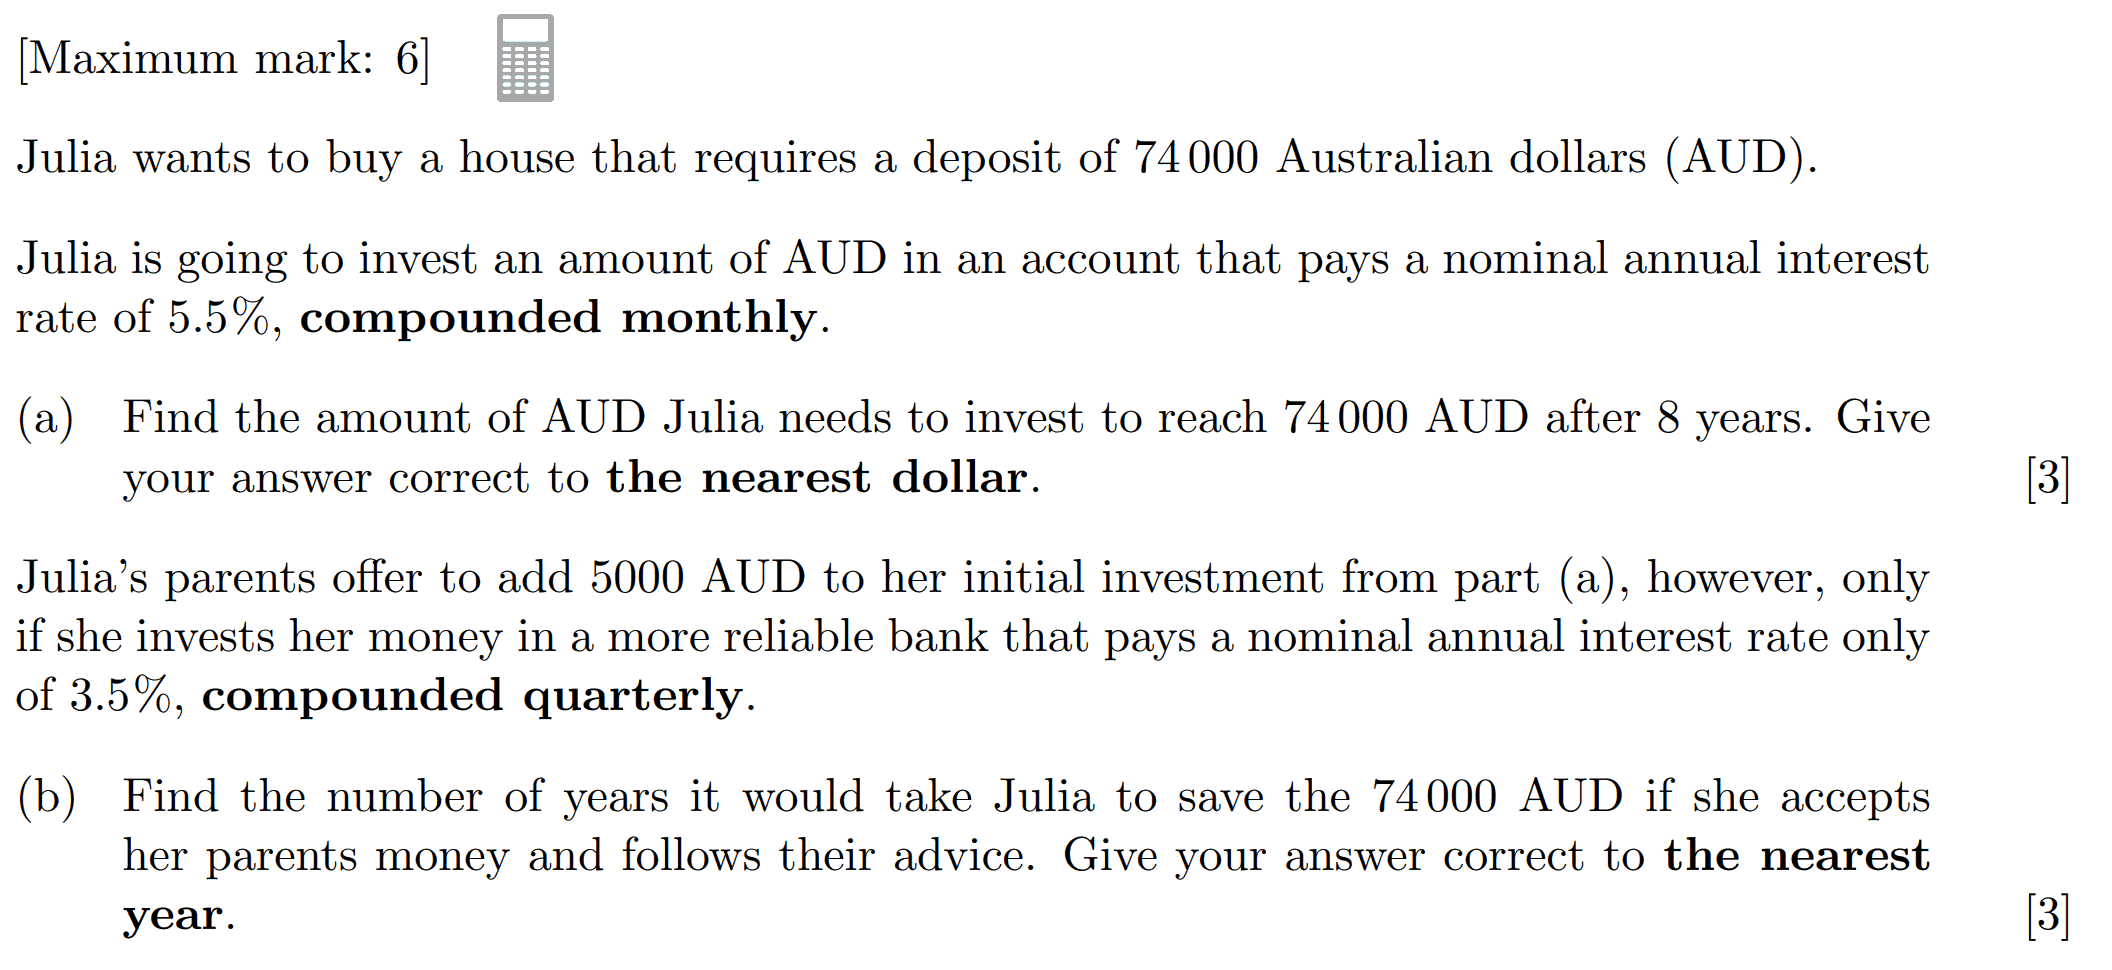 [Maximum mark: 6]
Julia wants to buy a house that requires a deposit of 74 000 Australian dollars (AUD).
Julia is going to invest an amount of AUD in an account that pays a nominal annual interest
rate of 5.5%, compounded monthly.
(a) Find the amount of AUD Julia needs to invest to reach 74 000 AUD after 8 years. Give
your answer correct to the nearest dollar. [3]
Julia’s parents offer to add 5000 AUD to her initial investment from part (a), however, only
if she invests her money in a more reliable bank that pays a nominal annual interest rate only
of 3.5%, compounded quarterly.
(b) Find the number of years it would take Julia to save the 74 000 AUD if she accepts
her parents money and follows their advice. Give your answer correct to the nearest
year. [3]